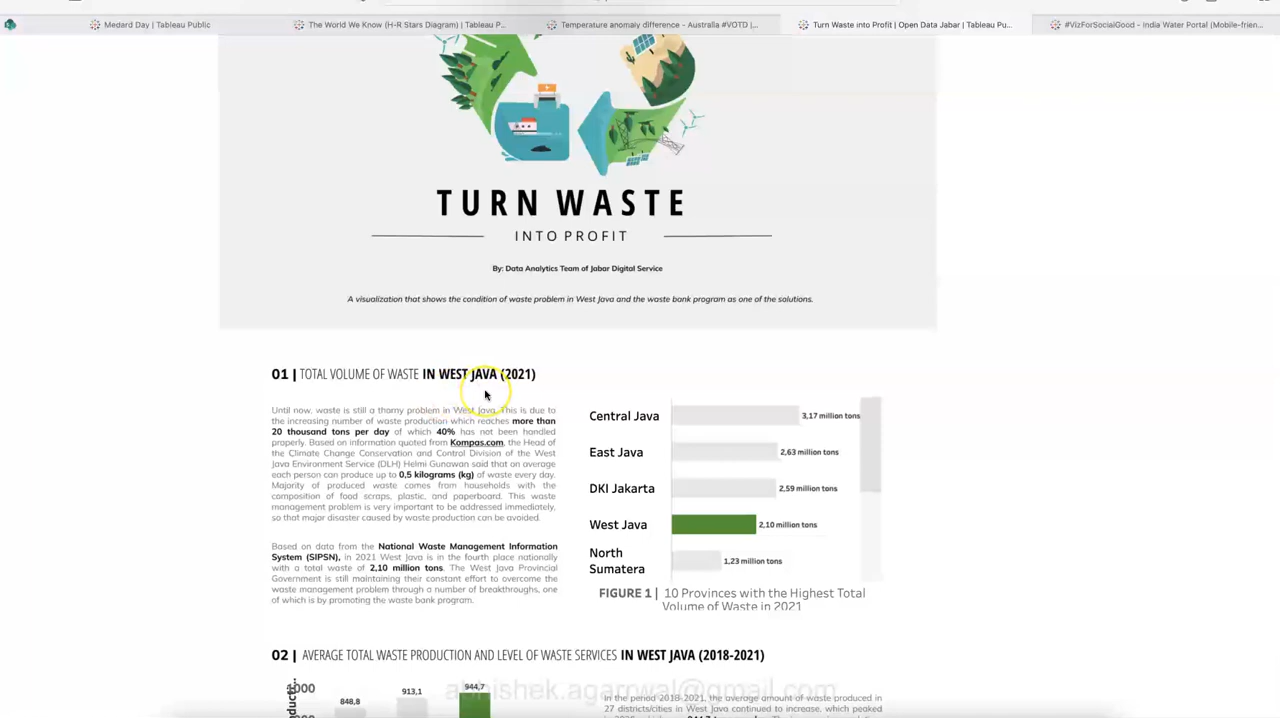 Medard Day | Tableau Public
The World We Know (H-R Stars Diagram) | Tableau P...
Temperature anomaly difference - Australia #VOTD |...
Turn Waste into Profit | Open Data Jabar | Tableau Pu...
#VizForSocialGood - India Water Portal (Mobile-frien...
TURN WASTE
INTO PROFIT
By: Data Analytics Team of Jabar Digital Service
A visualization that shows the condition of waste problem in West Java and the waste bank program as one of the solutions.
01 | TOTAL VOLUME OF WASTE IN WEST JAVA (2021)
Until now, waste is still a thorny problem in West Java. This is due to
the increasing number of waste production which reaches more than
20 thousand tons per day of which 40% has not been handled
properly. Based on information quoted from Kompas.com, the Head of
the Climate Change Conservation and Control Division of the West
Java Environment Service (DLH) Helmi Gunawan said that on average
each person can produce up to 0,5 kilograms (kg) of waste every day.
Majority of produced waste comes from households with the
composition of food scraps, plastic, and paperboard. This waste
management problem is very important to be addressed immediately,
so that major disaster caused by waste production can be avoided.
Based on data from the National Waste Management Information
System (SIPSN), in 2021 West Java is in the fourth place nationally
with a total waste of 2,10 million tons. The West Java Provincial
Government is still maintaining their constant effort to overcome the
waste management problem through a number of breakthroughs, one
of which is by promoting the waste bank program.
Central Java 3,17 million tons
East Java 2,63 million tons
DKI Jakarta 2,59 million tons
West Java 2,10 million tons
North
Sumatera 1,23 million tons
FIGURE 1 | 10 Provinces with the Highest Total
Volume of Waste in 2021
02 | AVERAGE TOTAL WASTE PRODUCTION AND LEVEL OF WASTE SERVICES IN WEST JAVA (2018-2021)
1000
848,8
913,1
944,7
abhishek.agarrwal@gmail.com
In the period 2018-2021, the average amount of waste produced in
27 districts/cities in West Java continued to increase, which peaked